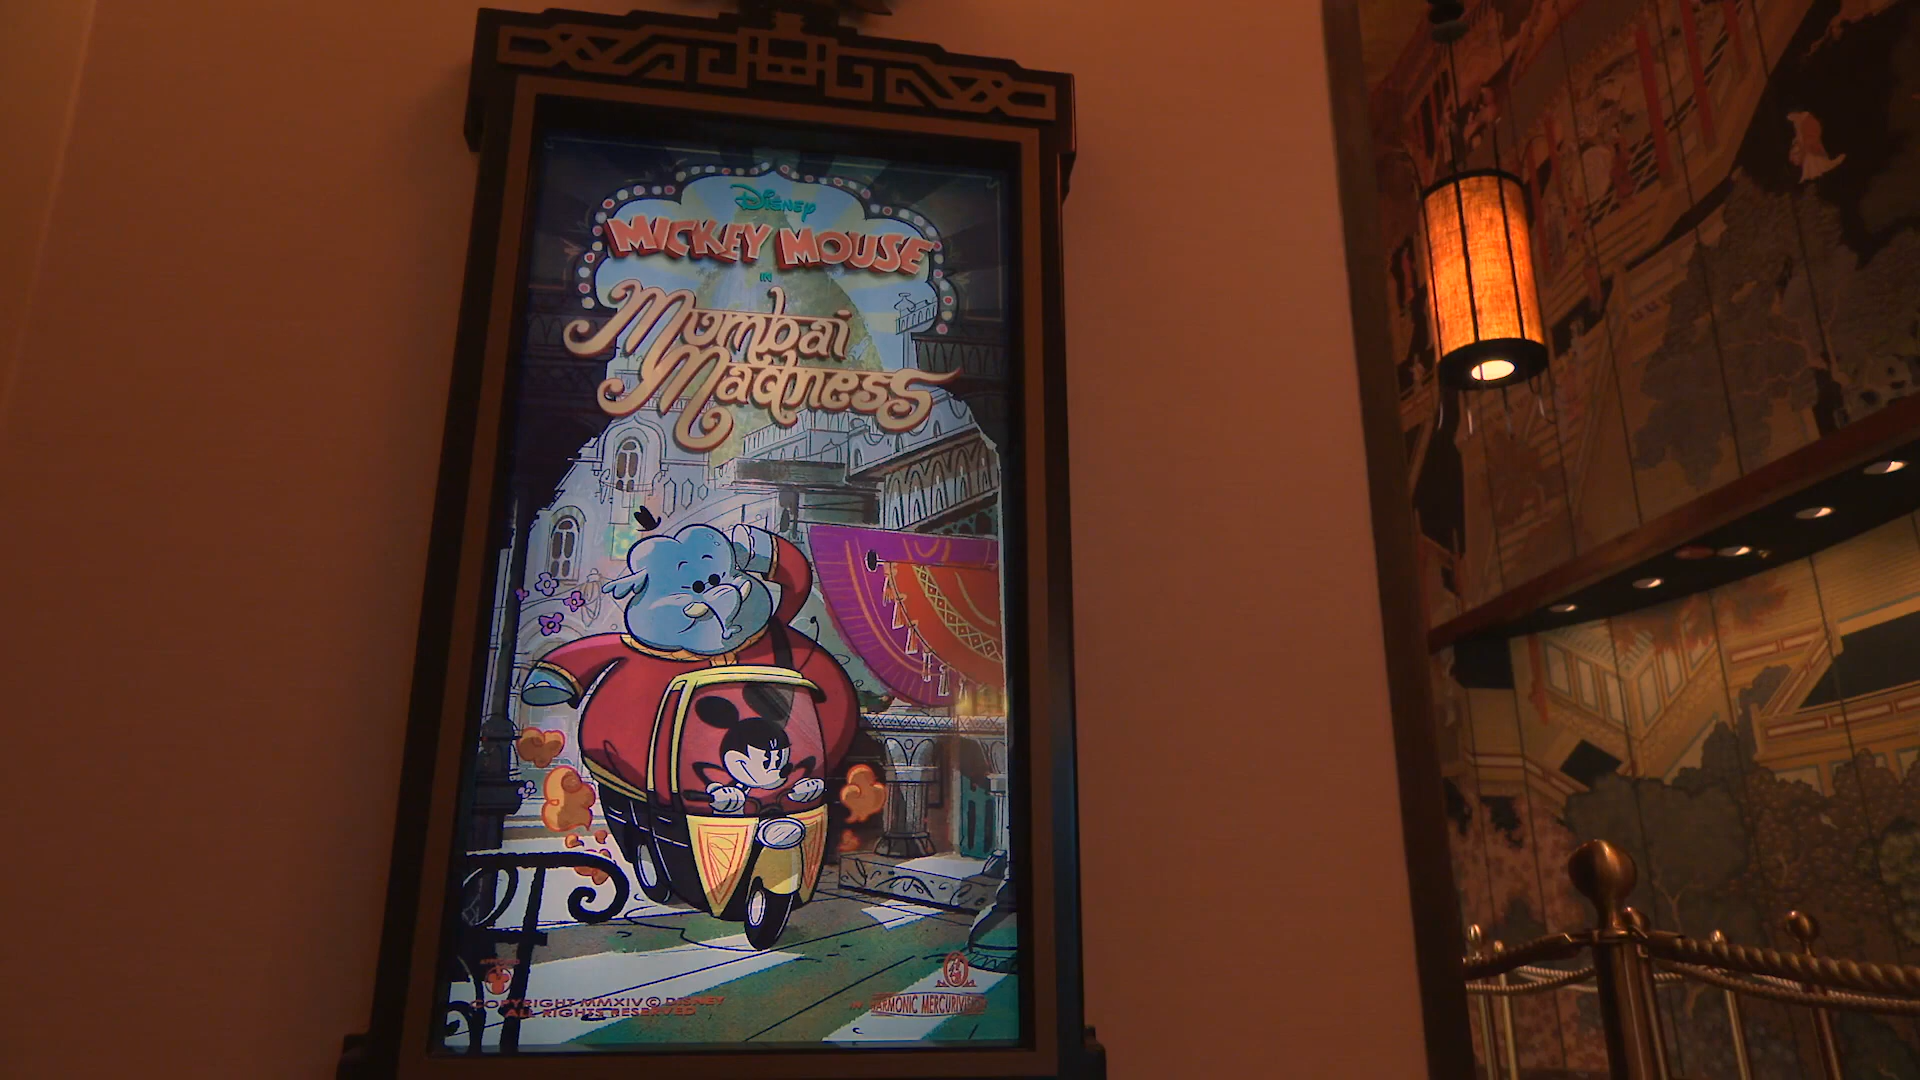 Disney
MICKEY MOUSE
IN
Mumbai
Madness
COPYRIGHT MMXIV © DISNEY
ALL RIGHTS RESERVED
IN HARMONIC MERCURIVISION